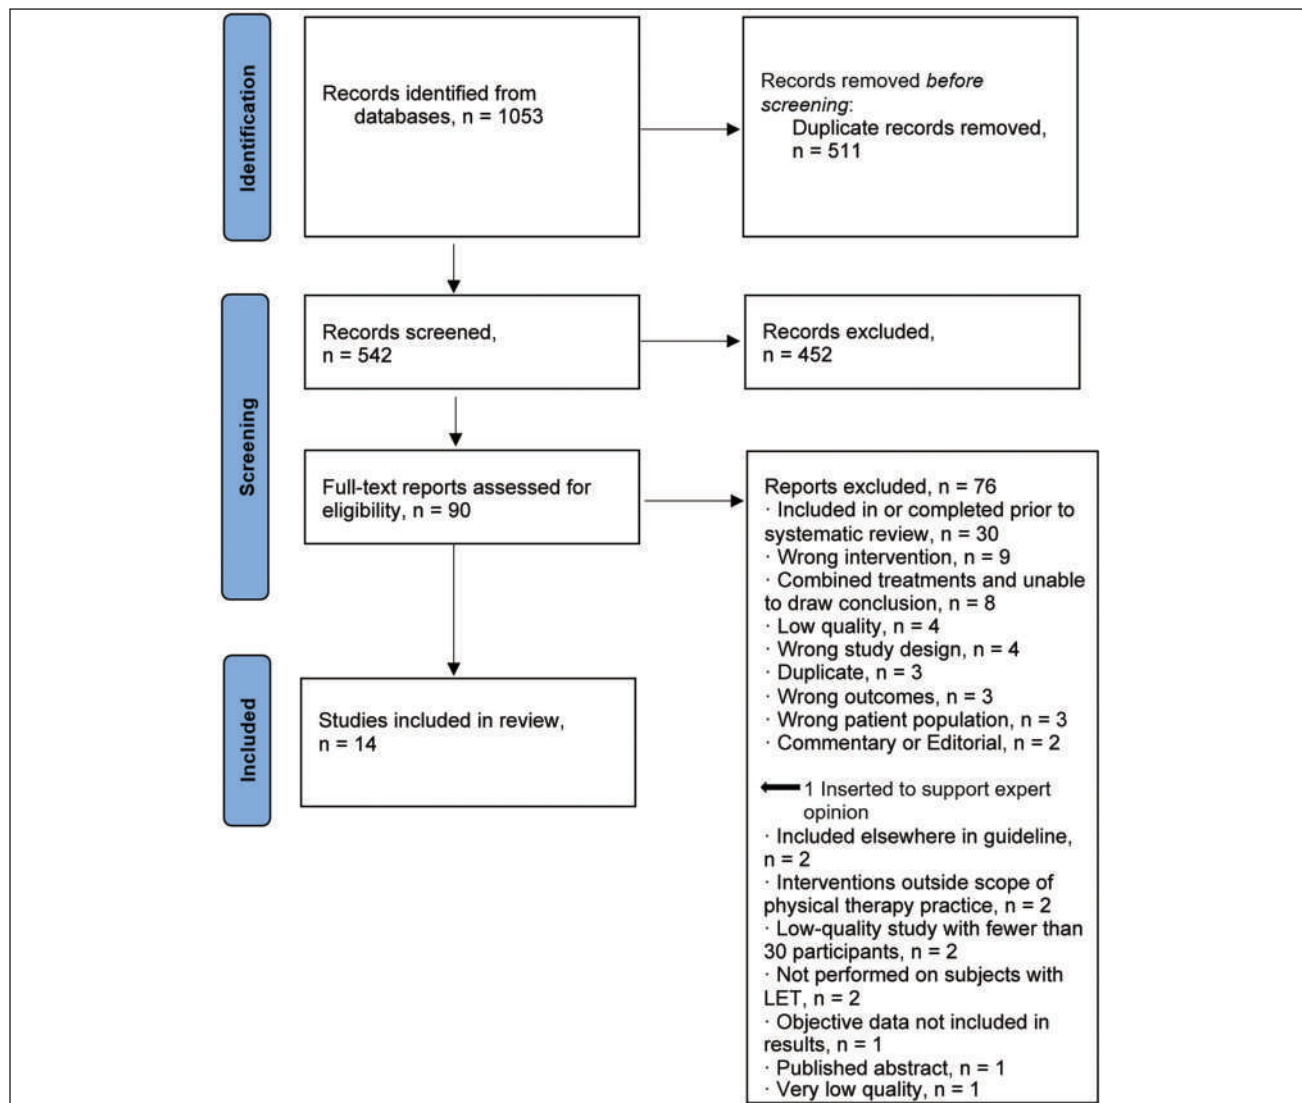 Identification
Records identified from
databases, n = 1053
Records removed before
screening:
Duplicate records removed,
n = 511
Screening
Records screened,
n = 542
Records excluded,
n = 452
Full-text reports assessed for
eligibility, n = 90
Reports excluded, n = 76
· Included in or completed prior to
systematic review, n = 30
· Wrong intervention, n = 9
· Combined treatments and unable
to draw conclusion, n = 8
· Low quality, n = 4
· Wrong study design, n = 4
· Duplicate, n = 3
· Wrong outcomes, n = 3
· Wrong patient population, n = 3
· Commentary or Editorial, n = 2
1 Inserted to support expert
opinion
· Included elsewhere in guideline,
n = 2
· Interventions outside scope of
physical therapy practice, n = 2
· Low-quality study with fewer than
30 participants, n = 2
· Not performed on subjects with
LET, n = 2
· Objective data not included in
results, n = 1
· Published abstract, n = 1
· Very low quality, n = 1
Included
Studies included in review,
n = 14